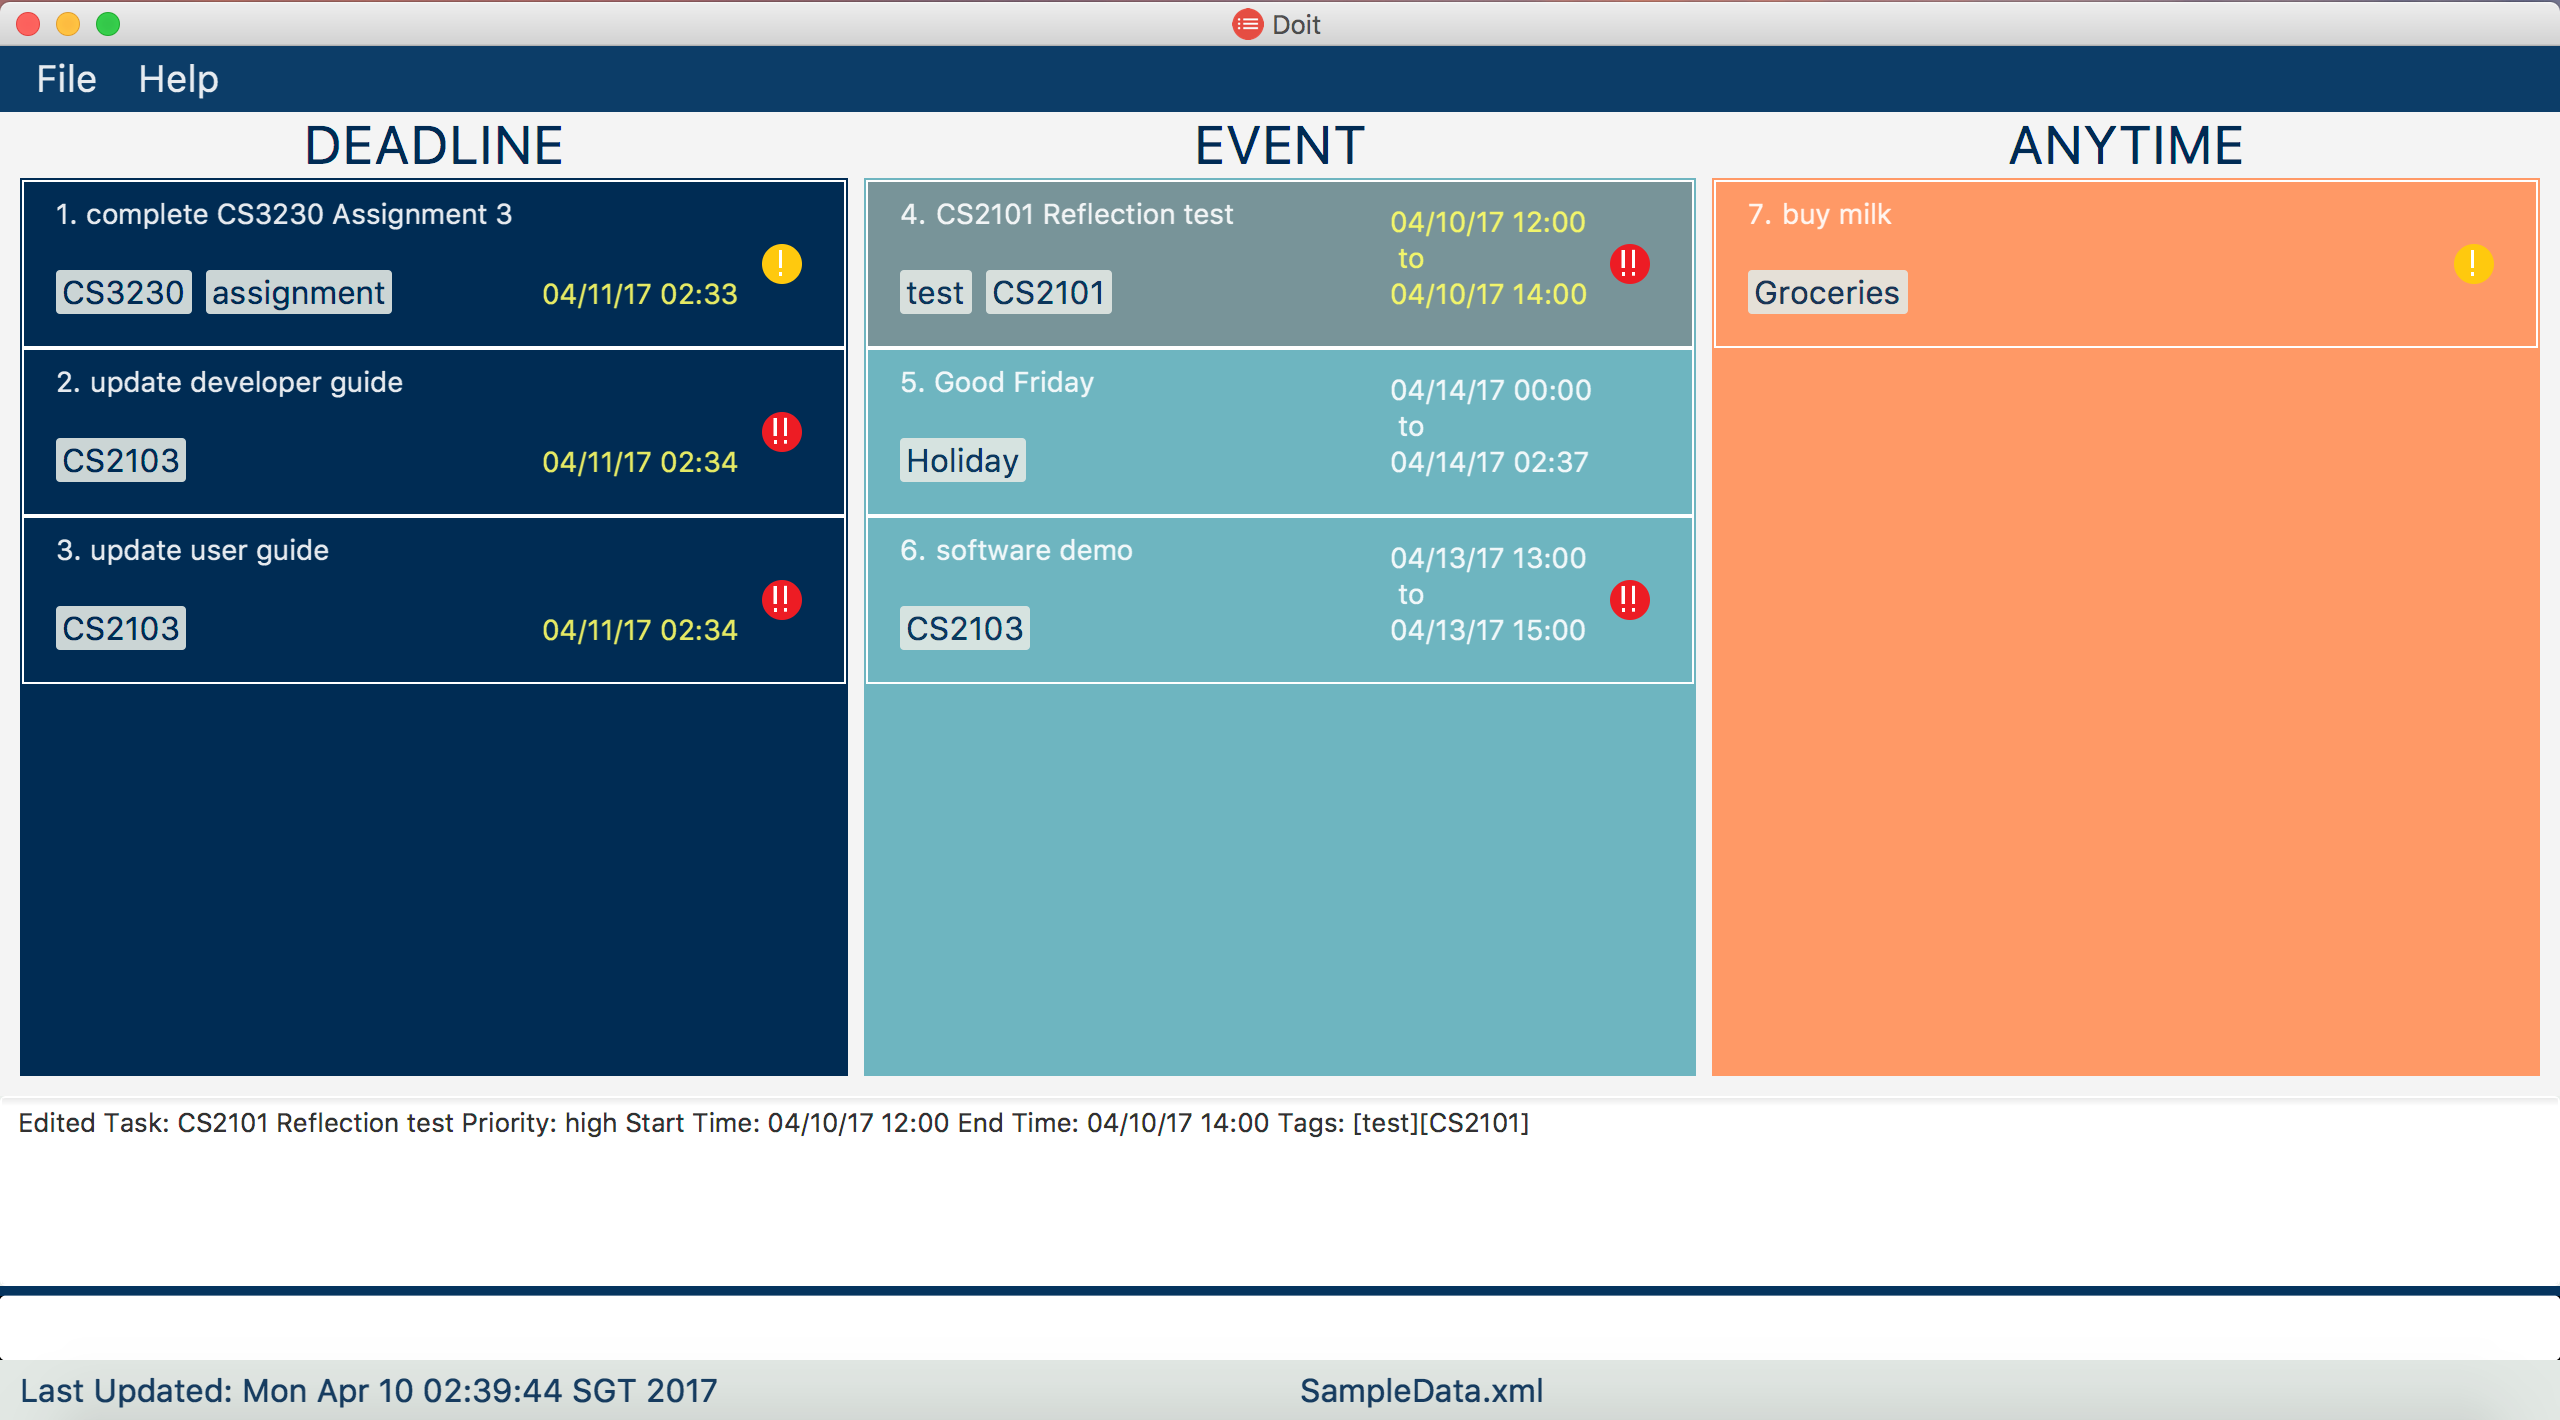 Doit
File Help
DEADLINE
1. complete CS3230 Assignment 3
!
CS3230 assignment 04/11/17 02:33
2. update developer guide
!!
CS2103 04/11/17 02:34
3. update user guide
!!
CS2103 04/11/17 02:34
EVENT
4. CS2101 Reflection test
04/10/17 12:00
to
!!
test CS2101 04/10/17 14:00
5. Good Friday
04/14/17 00:00
to
Holiday 04/14/17 02:37
6. software demo
04/13/17 13:00
to
!!
CS2103 04/13/17 15:00
ANYTIME
7. buy milk
!
Groceries
Edited Task: CS2101 Reflection test Priority: high Start Time: 04/10/17 12:00 End Time: 04/10/17 14:00 Tags: [test][CS2101]
Last Updated: Mon Apr 10 02:39:44 SGT 2017 SampleData.xml